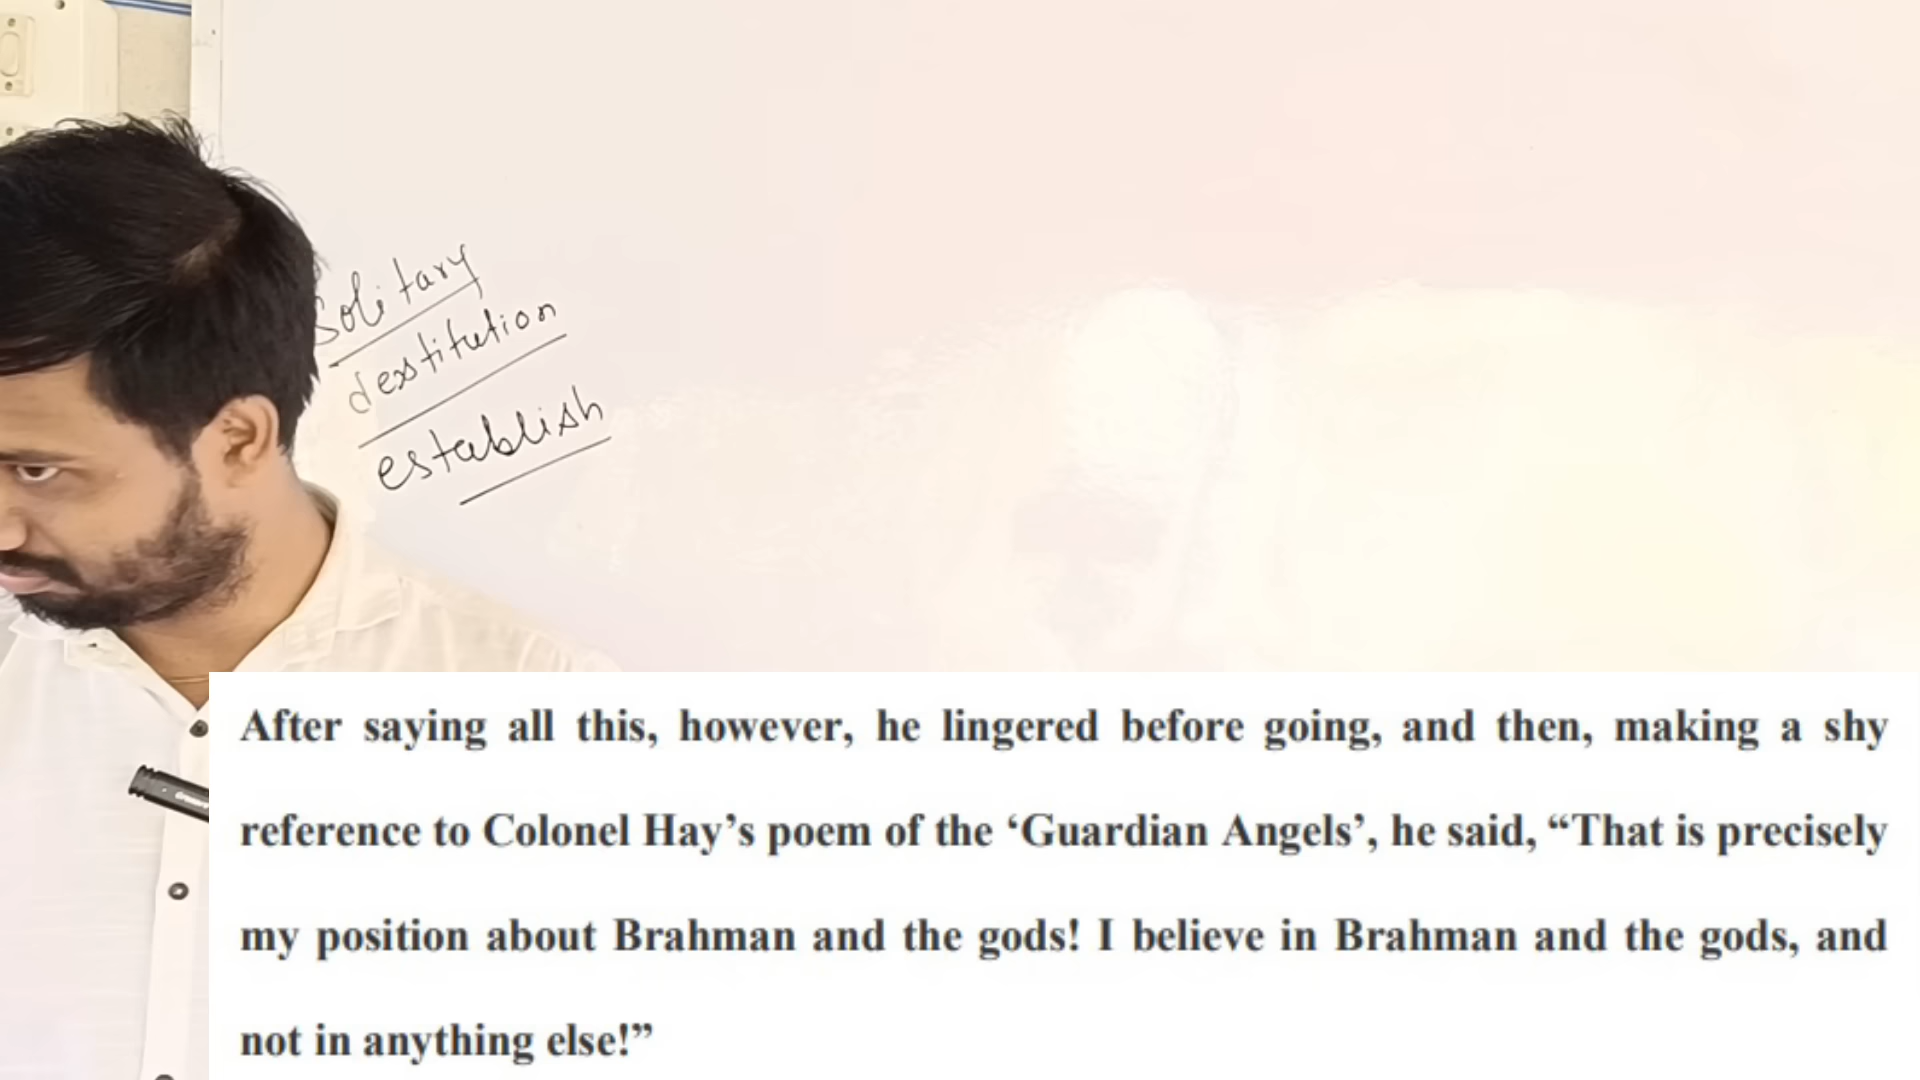 Solitary
destitution
establish
After saying all this, however, he lingered before going, and then, making a shy
reference to Colonel Hay’s poem of the ‘Guardian Angels’, he said, “That is precisely
my position about Brahman and the gods! I believe in Brahman and the gods, and
not in anything else!”